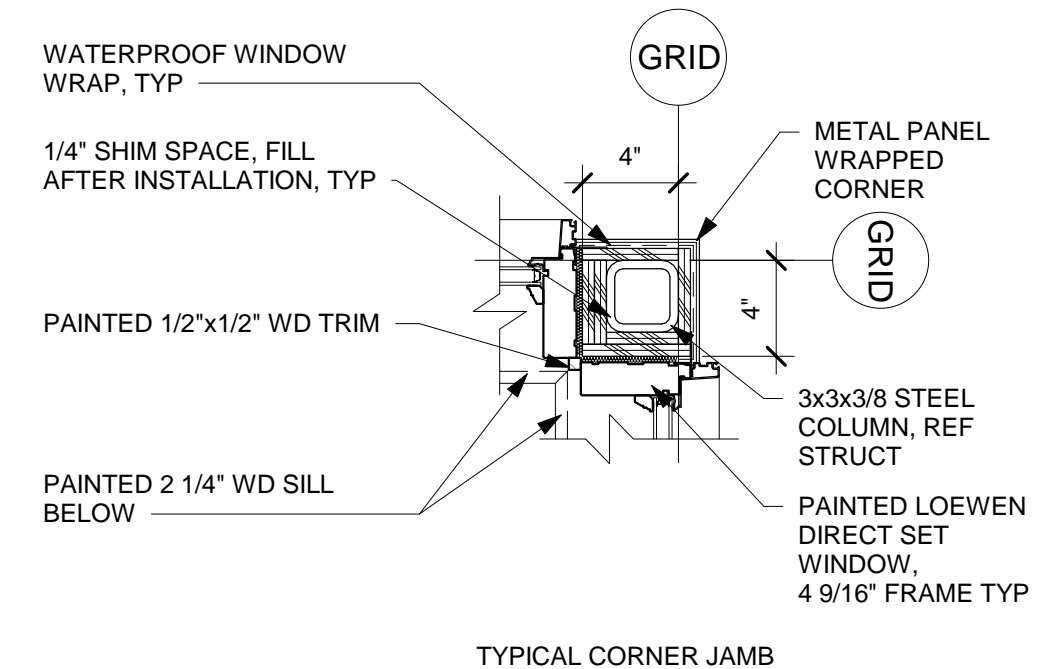 GRID
WATERPROOF WINDOW
WRAP, TYP
1/4" SHIM SPACE, FILL
AFTER INSTALLATION, TYP
4"
METAL PANEL
WRAPPED
CORNER
GRID
4"
PAINTED 1/2"x1/2" WD TRIM
3x3x3/8 STEEL
COLUMN, REF
STRUCT
PAINTED 2 1/4" WD SILL
BELOW
PAINTED LOEWEN
DIRECT SET
WINDOW,
4 9/16" FRAME TYP
TYPICAL CORNER JAMB